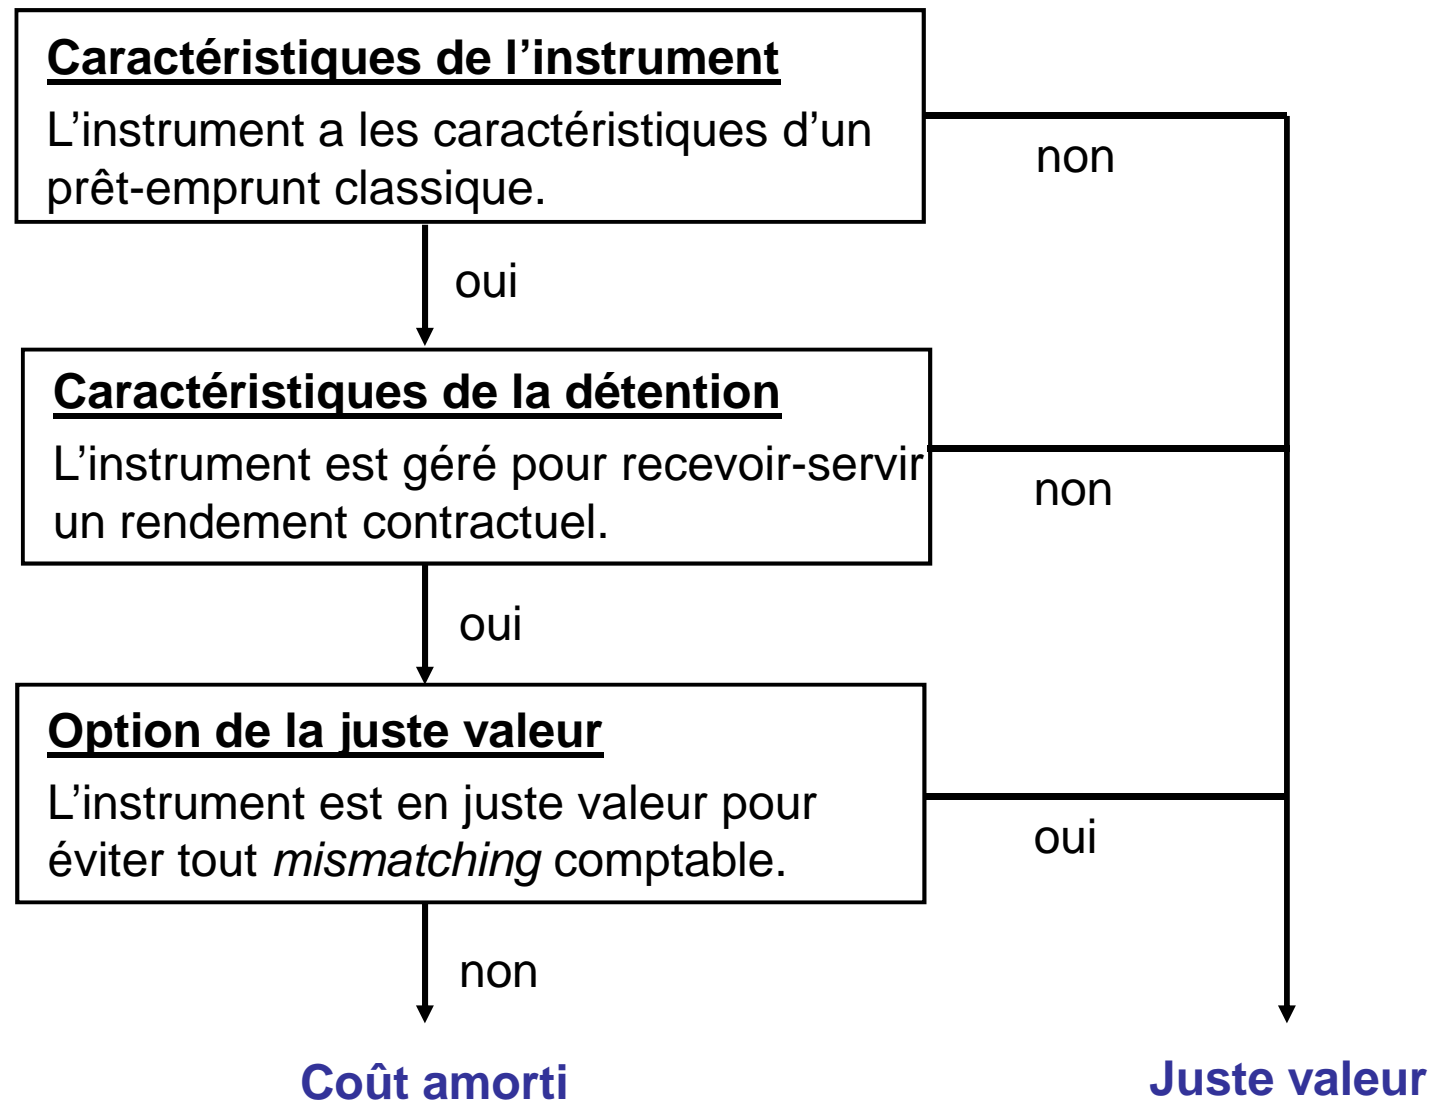 Caractéristiques de l’instrument
L’instrument a les caractéristiques d’un
prêt-emprunt classique.
non
oui
Caractéristiques de la détention
L’instrument est géré pour recevoir-servir
un rendement contractuel.
non
oui
Option de la juste valeur
L’instrument est en juste valeur pour
éviter tout mismatching comptable.
oui
non
Coût amorti
Juste valeur